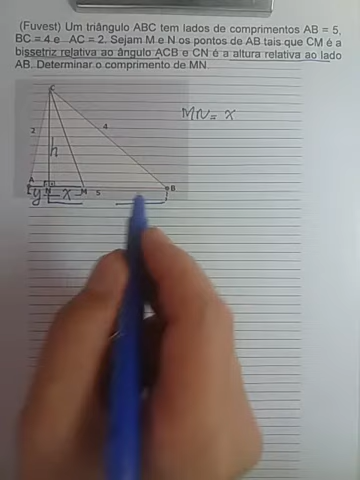 (Fuvest) Um triângulo ABC tem lados de comprimentos AB = 5,
BC = 4 e AC = 2. Sejam M e N os pontos de AB tais que CM é a
bissetriz relativa ao ângulo ACB e CN é a altura relativa ao lado
AB. Determinar o comprimento de MN
C
MN = x
2 4
h
A N M B
y x 5